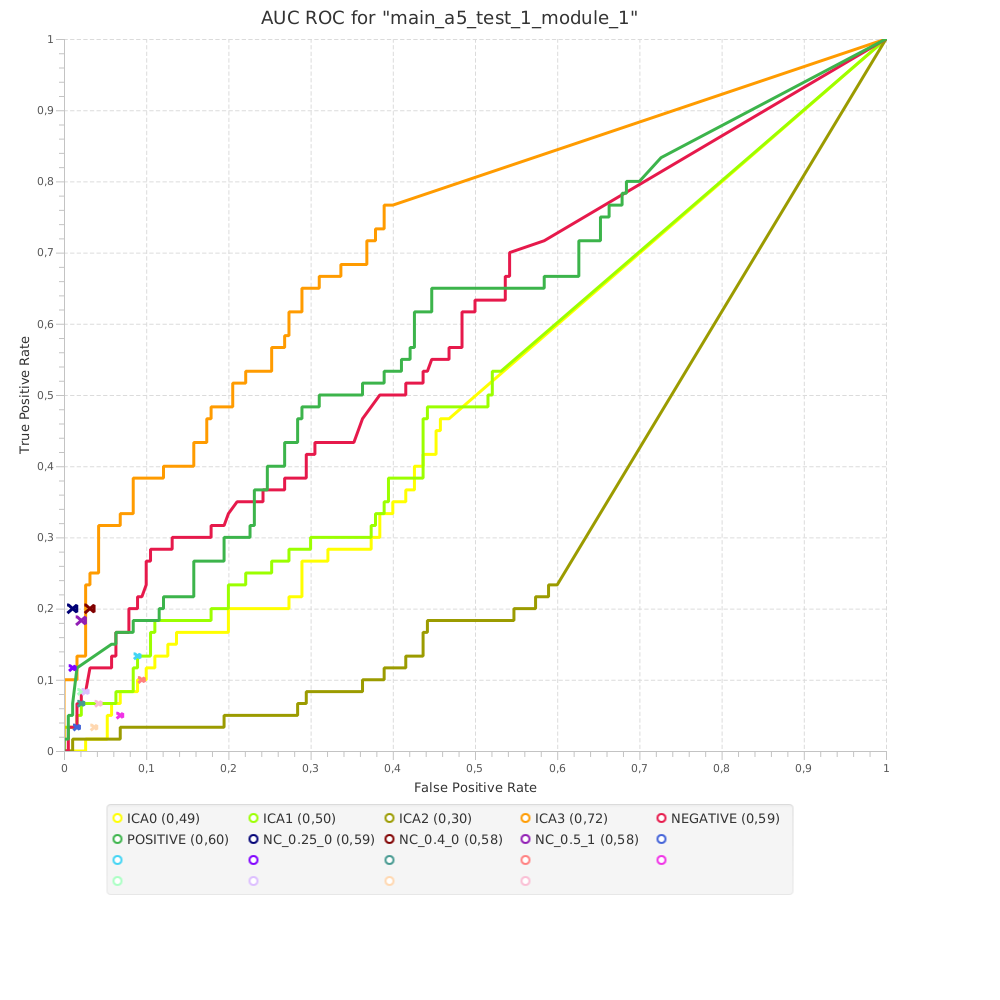 AUC ROC for "main_a5_test_1_module_1"
1
0,9
0,8
0,7
0,6
0,5
0,4
0,3
0,2
0,1
0
True Positive Rate
0 0,1 0,2 0,3 0,4 0,5 0,6 0,7 0,8 0,9 1
False Positive Rate
ICA0 (0,49) ICA1 (0,50) ICA2 (0,30) ICA3 (0,72) NEGATIVE (0,59)
POSITIVE (0,60) NC_0.25_0 (0,59) NC_0.4_0 (0,58) NC_0.5_1 (0,58)